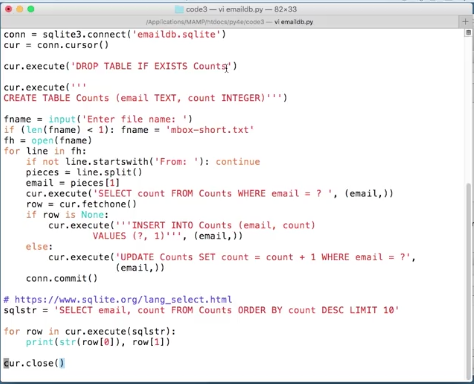 code3 — vi emaildb.py — 82×33
/Applications/MAMP/htdocs/py4e/code3 — vi emaildb.py
+
conn = sqlite3.connect('emaildb.sqlite')
cur = conn.cursor()
cur.execute('DROP TABLE IF EXISTS Counts')
cur.execute('''
CREATE TABLE Counts (email TEXT, count INTEGER)''')
fname = input('Enter file name: ')
if (len(fname) < 1): fname = 'mbox-short.txt'
fh = open(fname)
for line in fh:
    if not line.startswith('From: '): continue
    pieces = line.split()
    email = pieces[1]
    cur.execute('SELECT count FROM Counts WHERE email = ? ', (email,))
    row = cur.fetchone()
    if row is None:
        cur.execute('''INSERT INTO Counts (email, count)
                VALUES (?, 1)''', (email,))
    else:
        cur.execute('UPDATE Counts SET count = count + 1 WHERE email = ?',
                    (email,))
    conn.commit()
# https://www.sqlite.org/lang_select.html
sqlstr = 'SELECT email, count FROM Counts ORDER BY count DESC LIMIT 10'
for row in cur.execute(sqlstr):
    print(str(row[0]), row[1])
cur.close()